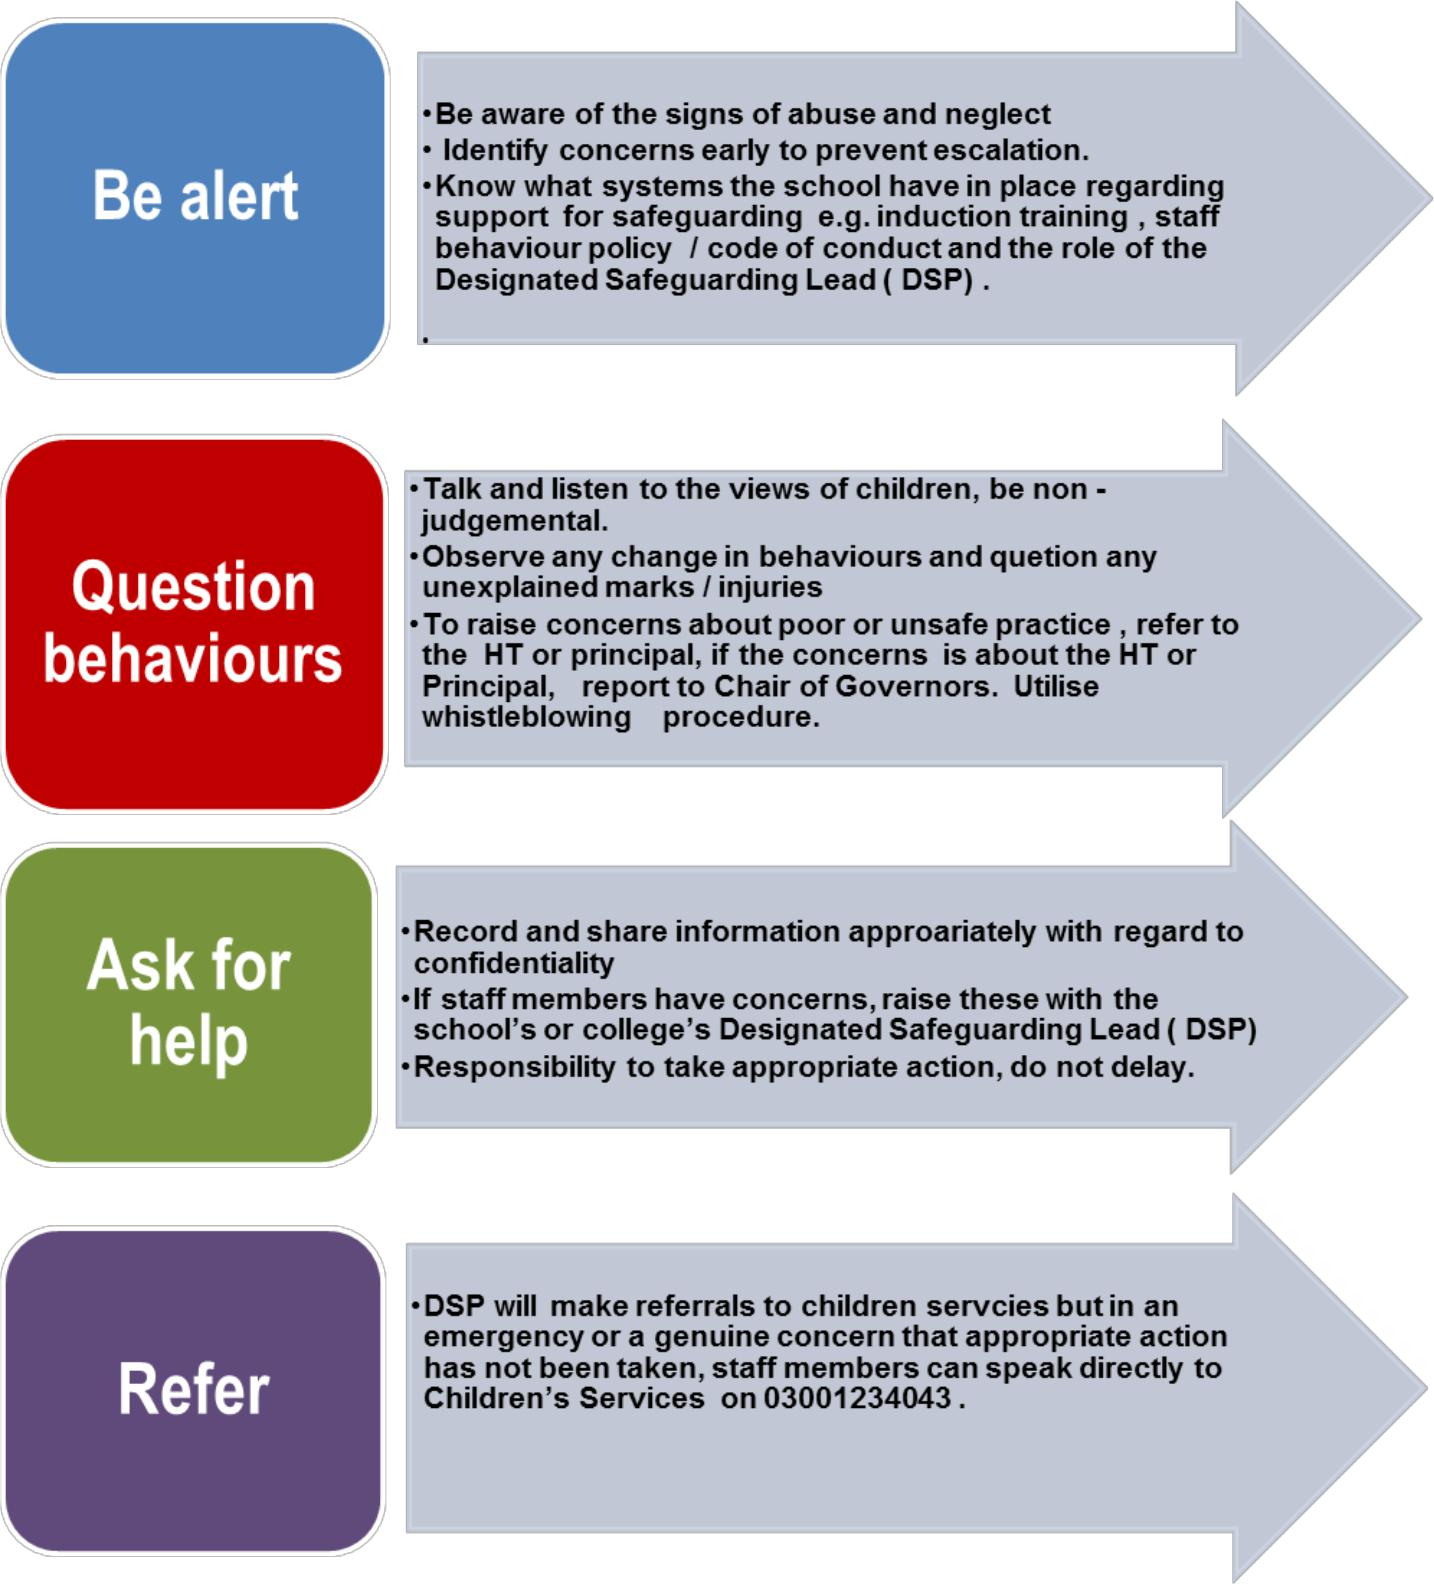 Be alert
•Be aware of the signs of abuse and neglect
• Identify concerns early to prevent escalation.
•Know what systems the school have in place regarding
support for safeguarding e.g. induction training , staff
behaviour policy / code of conduct and the role of the
Designated Safeguarding Lead ( DSP) .
•
Question
behaviours
•Talk and listen to the views of children, be non -
judgemental.
•Observe any change in behaviours and quetion any
unexplained marks / injuries
•To raise concerns about poor or unsafe practice , refer to
the HT or principal, if the concerns is about the HT or
Principal, report to Chair of Governors. Utilise
whistleblowing procedure.
Ask for
help
•Record and share information approariately with regard to
confidentiality
•If staff members have concerns, raise these with the
school’s or college’s Designated Safeguarding Lead ( DSP)
•Responsibility to take appropriate action, do not delay.
Refer
•DSP will make referrals to children servcies but in an
emergency or a genuine concern that appropriate action
has not been taken, staff members can speak directly to
Children’s Services on 03001234043 .